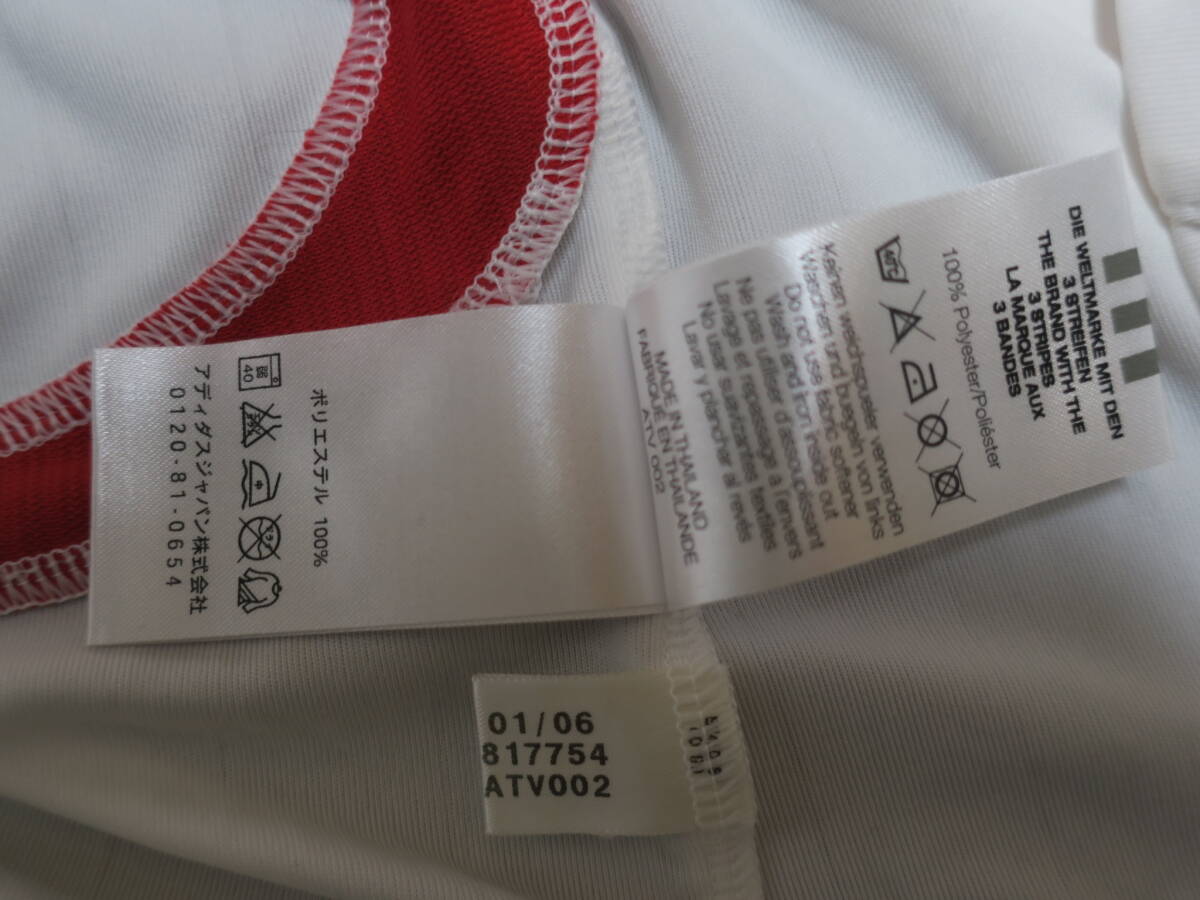 DIE WELTMARKE MIT DEN
3 STREIFEN
THE BRAND WITH THE
3 STRIPES
LA MARQUE AUX
3 BANDES
100% Polyester/Poliéster
40°C
Keinen weichspueler verwenden
Waschen und buegeln von links
Do not use fabric softener
Wash and iron inside out
Ne pas utiliser d'assouplissant
Lavage et repassage a l'envers
No usar suavizantes textiles
Lavar y planchar al revés
MADE IN THAILAND
FABRIQUÉ EN THAILANDE
ATV 002
ポリエステル 100%
40
アディダスジャパン株式会社
0120-81-0654
01/06
817754
ATV002